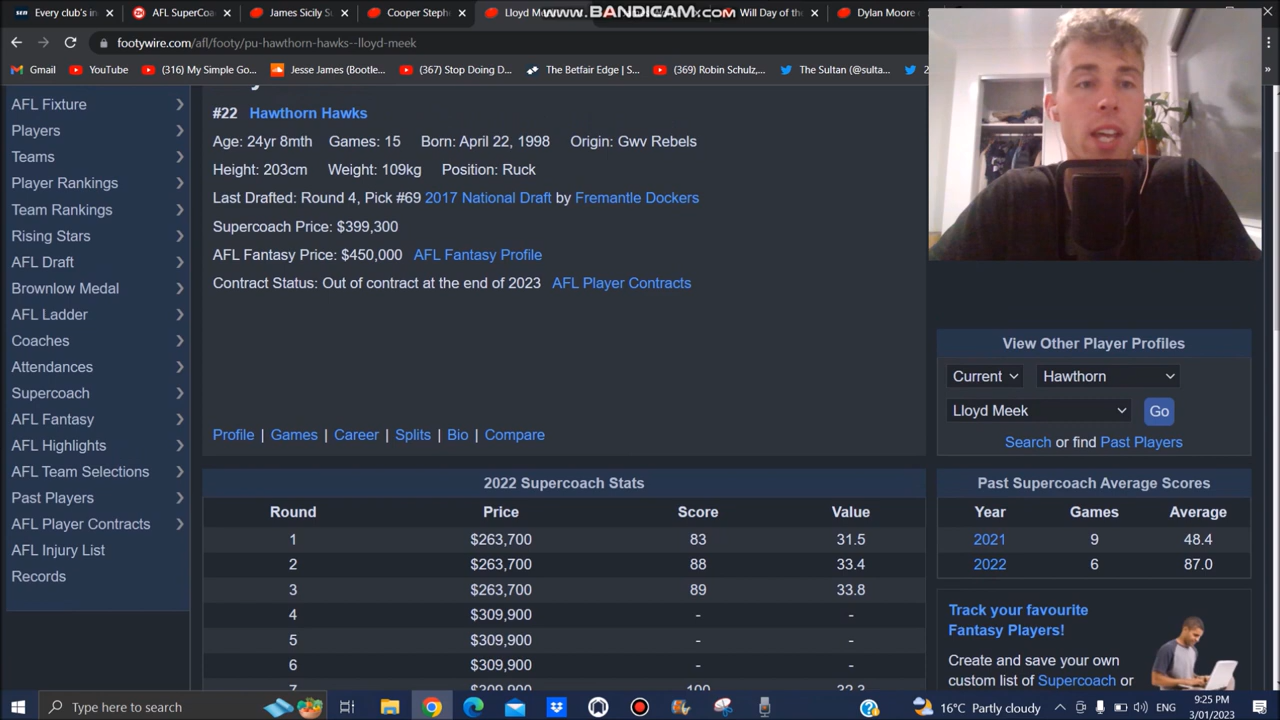 Every club's in
AFL SuperCoa
James Sicily Su
Cooper Steph
Lloyd Me
www.BANDICAM.com
Will Day of the
Dylan Moore
footywire.com/afl/footy/pu-hawthorn-hawks--lloyd-meek
Gmail
YouTube
(316) My Simple Go...
Jesse James (Bootle...
(367) Stop Doing D...
The Betfair Edge | S...
(369) Robin Schulz,...
The Sultan (@sulta...
AFL Fixture
Players
Teams
Player Rankings
Team Rankings
Rising Stars
AFL Draft
Brownlow Medal
AFL Ladder
Coaches
Attendances
Supercoach
AFL Fantasy
AFL Highlights
AFL Team Selections
Past Players
AFL Player Contracts
AFL Injury List
Records
#22 Hawthorn Hawks
Age: 24yr 8mth Games: 15 Born: April 22, 1998 Origin: Gwv Rebels
Height: 203cm Weight: 109kg Position: Ruck
Last Drafted: Round 4, Pick #69 2017 National Draft by Fremantle Dockers
Supercoach Price: $399,300
AFL Fantasy Price: $450,000 AFL Fantasy Profile
Contract Status: Out of contract at the end of 2023 AFL Player Contracts
Profile | Games | Career | Splits | Bio | Compare
2022 Supercoach Stats
Round Price Score Value
1 $263,700 83 31.5
2 $263,700 88 33.4
3 $263,700 89 33.8
4 $309,900 - -
5 $309,900 - -
6 $309,900 - -
7 $309,900 100 32.3
View Other Player Profiles
Current Hawthorn
Lloyd Meek Go
Search or find Past Players
Past Supercoach Average Scores
Year Games Average
2021 9 48.4
2022 6 87.0
Track your favourite
Fantasy Players!
Create and save your own
custom list of Supercoach or
Type here to search
16°C Partly cloudy
ENG
9:25 PM
3/01/2023